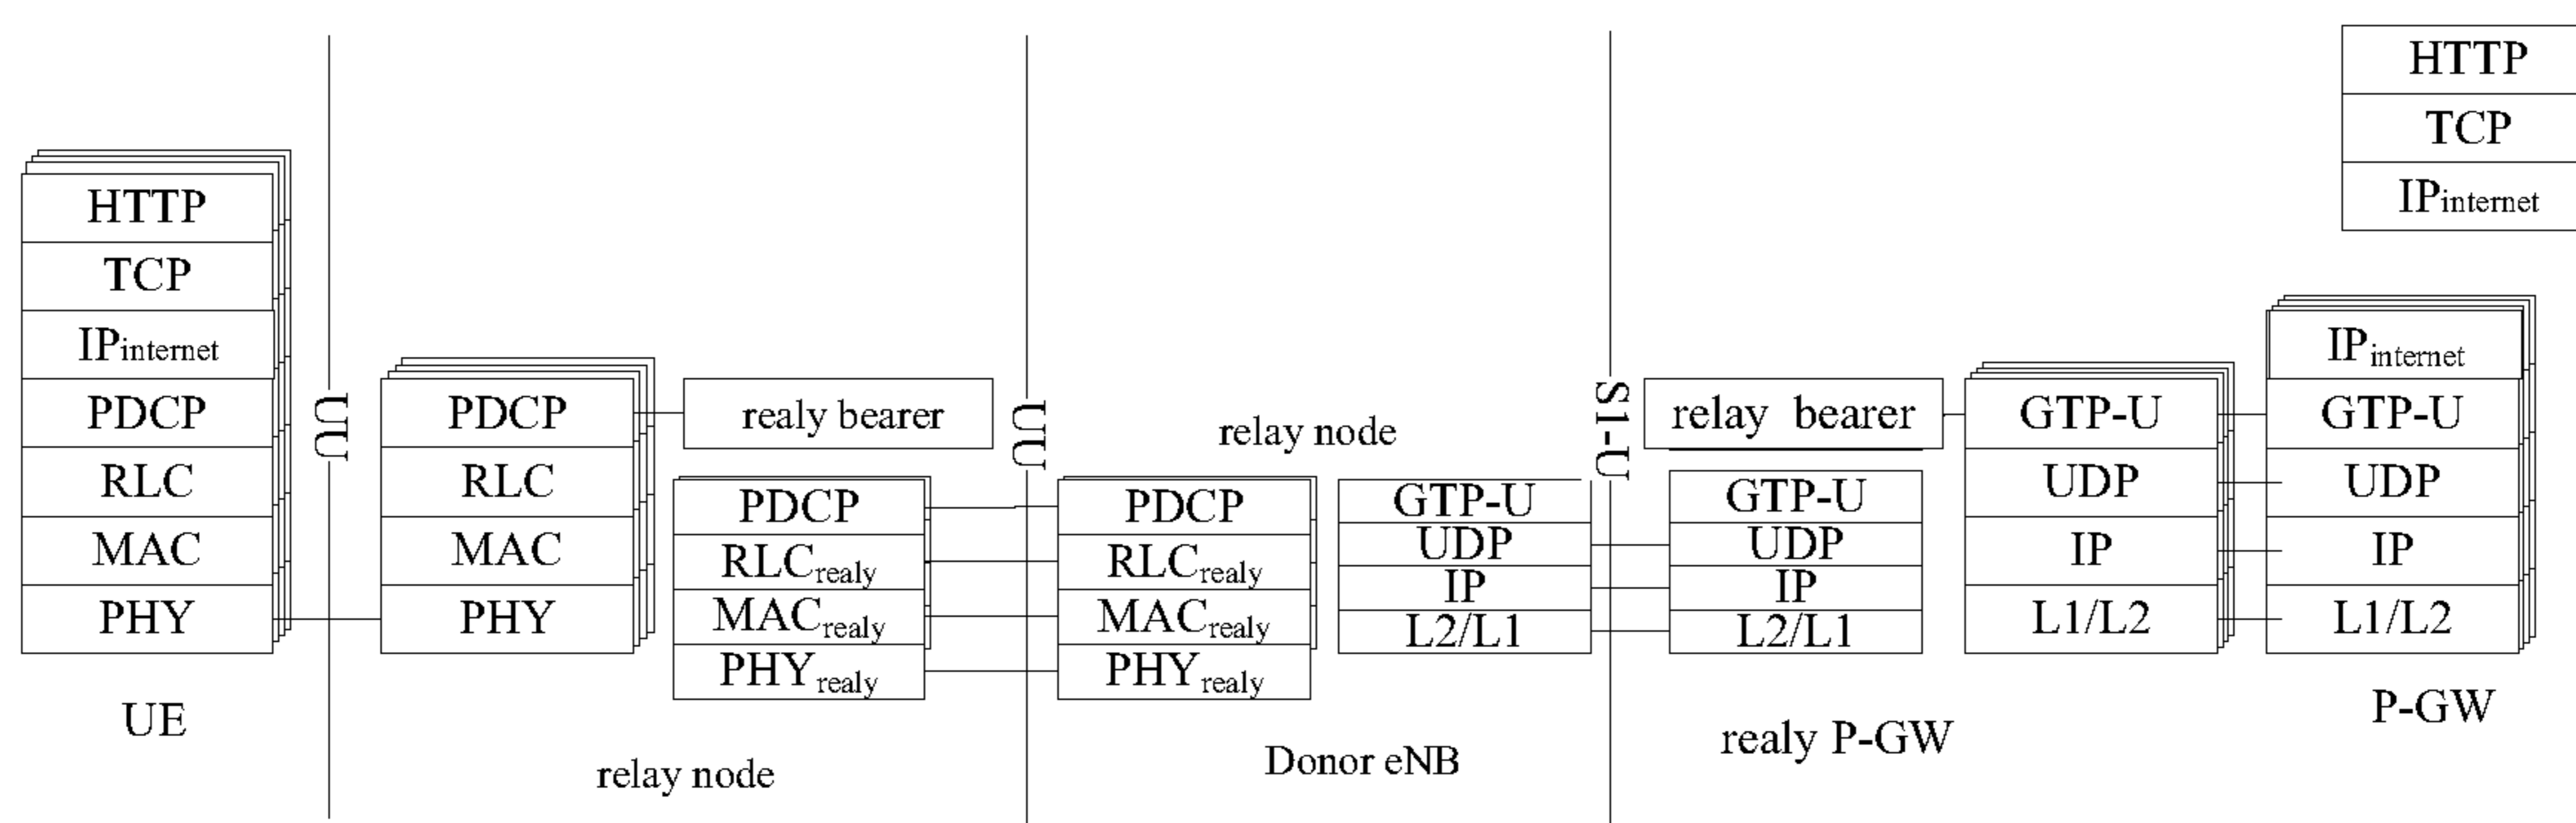 HTTP
TCP
IPinternet
HTTP
TCP
IPinternet
PDCP
RLC
MAC
PHY
UE
UU
PDCP
RLC
MAC
PHY
realy bearer
PDCP
RLCrealy
MACrealy
PHYrealy
relay node
UU
relay node
PDCP
RLCrealy
MACrealy
PHYrealy
GTP-U
UDP
IP
L2/L1
Donor eNB
S1-U
relay bearer
GTP-U
UDP
IP
L2/L1
realy P-GW
GTP-U
UDP
IP
L1/L2
IPinternet
GTP-U
UDP
IP
L1/L2
P-GW